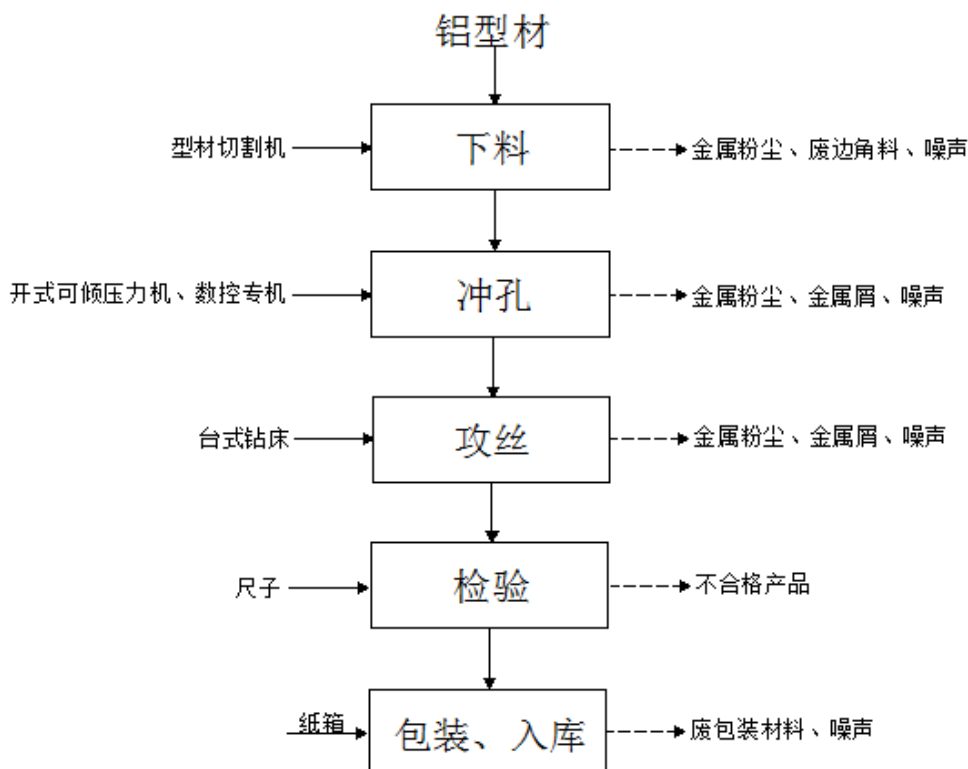 铝型材
型材切割机
下料
金属粉尘、废边角料、噪声
开式可倾压力机、数控专机
冲孔
金属粉尘、金属屑、噪声
台式钻床
攻丝
金属粉尘、金属屑、噪声
尺子
检验
不合格产品
纸箱
包装、入库
废包装材料、噪声